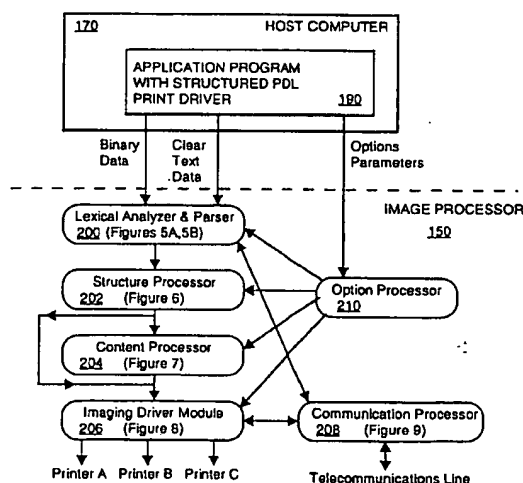 170 HOST COMPUTER
APPLICATION PROGRAM
WITH STRUCTURED PDL
PRINT DRIVER 190
Binary
Data
Clear
Text
.Data
Options
Parameters
IMAGE PROCESSOR
150
Lexical Analyzer & Parser
200 (Figures 5A,5B)
Structure Processor
202 (Figure 6)
Option Processor
210
Content Processor
204 (Figure 7)
Imaging Driver Module
206 (Figure 8)
Communication Processor
208 (Figure 9)
Printer A Printer B Printer C
Telecommunications Line